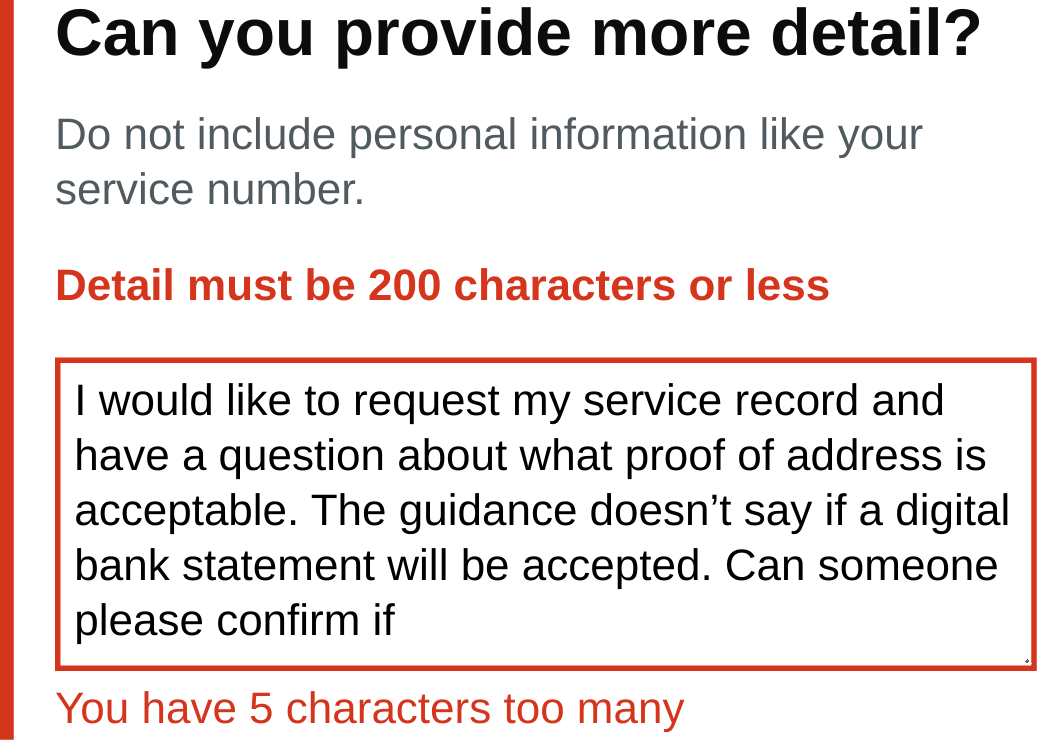 Can you provide more detail?
Do not include personal information like your
service number.
Detail must be 200 characters or less
I would like to request my service record and
have a question about what proof of address is
acceptable. The guidance doesn’t say if a digital
bank statement will be accepted. Can someone
please confirm if
You have 5 characters too many